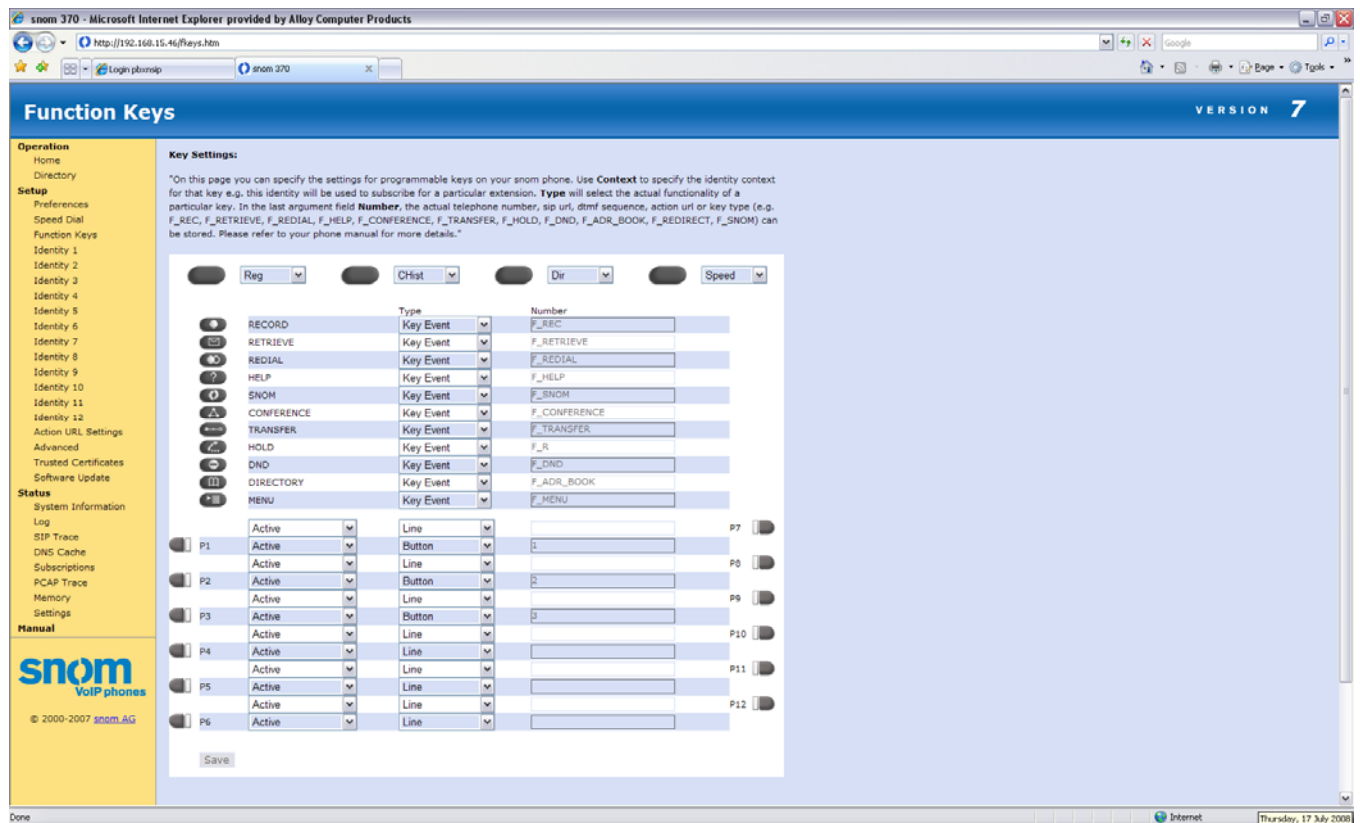 snom 370 - Microsoft Internet Explorer provided by Alloy Computer Products
http://192.168.15.46/fkeys.htm
Google
Login pbxnsip
snom 370
Page
Tools
Function Keys
VERSION 7
Operation
Home
Directory
Setup
Preferences
Speed Dial
Function Keys
Identity 1
Identity 2
Identity 3
Identity 4
Identity 5
Identity 6
Identity 7
Identity 8
Identity 9
Identity 10
Identity 11
Identity 12
Action URL Settings
Advanced
Trusted Certificates
Software Update
Status
System Information
Log
SIP Trace
DNS Cache
Subscriptions
PCAP Trace
Memory
Settings
Manual
snom
VoIP phones
© 2000-2007 snom AG
Key Settings:
"On this page you can specify the settings for programmable keys on your snom phone. Use Context to specify the identity context
for that key e.g. this identity will be used to subscribe for a particular extension. Type will select the actual functionality of a
particular key. In the last argument field Number, the actual telephone number, sip url, dtmf sequence, action url or key type (e.g.
F_REC, F_RETRIEVE, F_REDIAL, F_HELP, F_CONFERENCE, F_TRANSFER, F_HOLD, F_DND, F_ADR_BOOK, F_REDIRECT, F_SNOM) can
be stored. Please refer to your phone manual for more details."
Reg CHist Dir Speed
Type Number
RECORD Key Event F_REC
RETRIEVE Key Event F_RETRIEVE
REDIAL Key Event F_REDIAL
HELP Key Event F_HELP
SNOM Key Event F_SNOM
CONFERENCE Key Event F_CONFERENCE
TRANSFER Key Event F_TRANSFER
HOLD Key Event F_R
DND Key Event F_DND
DIRECTORY Key Event F_ADR_BOOK
MENU Key Event F_MENU
Active Line P7
P1 Active Button 1
Active Line P8
P2 Active Button 2
Active Line P9
P3 Active Button 3
Active Line P10
P4 Active Line
Active Line P11
P5 Active Line
Active Line P12
P6 Active Line
Save
Done
Internet
Thursday, 17 July 2008